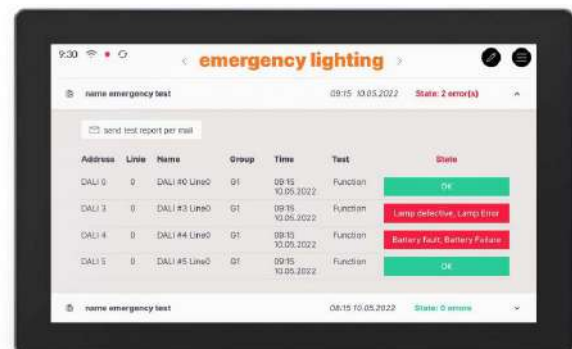 9:30
emergency lighting
name emergency test 09:15 10.05.2022 State: 2 error(s)
send test report per mail
Address Linie Name Group Time Test State
DALI 0 0 DALI #0 Line0 G1 09:15 10.05.2022 Function OK
DALI 3 0 DALI #3 Line0 G1 09:15 10.05.2022 Function Lamp defective, Lamp Error
DALI 4 0 DALI #4 Line0 G1 09:15 10.05.2022 Function Battery fault, Battery Failure
DALI 5 0 DALI #5 Line0 G1 09:15 10.05.2022 Function OK
name emergency test 08:15 10.05.2022 State: 0 errors